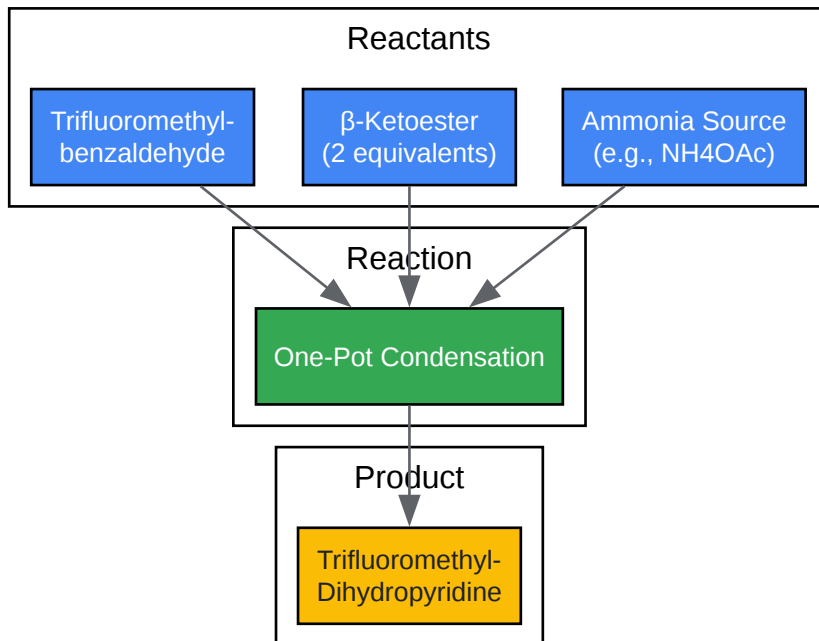 Reactants
Trifluoromethyl-
benzaldehyde
β-Ketoester
(2 equivalents)
Ammonia Source
(e.g., NH4OAc)
Reaction
One-Pot Condensation
Product
Trifluoromethyl-
Dihydropyridine